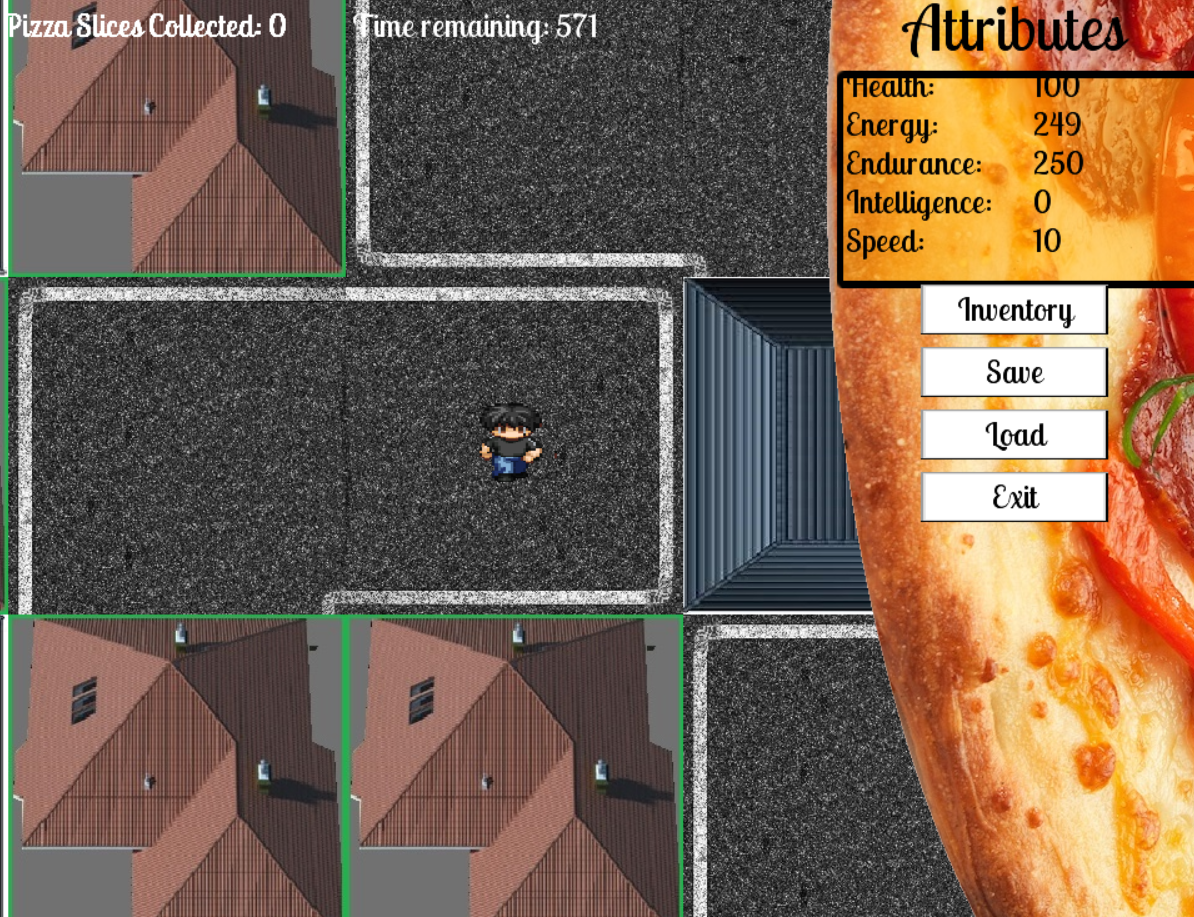 Pizza Slices Collected: 0
Time remaining: 571
Attributes
Health: 100
Energy: 249
Endurance: 250
Intelligence: 0
Speed: 10
Inventory
Save
Load
Exit